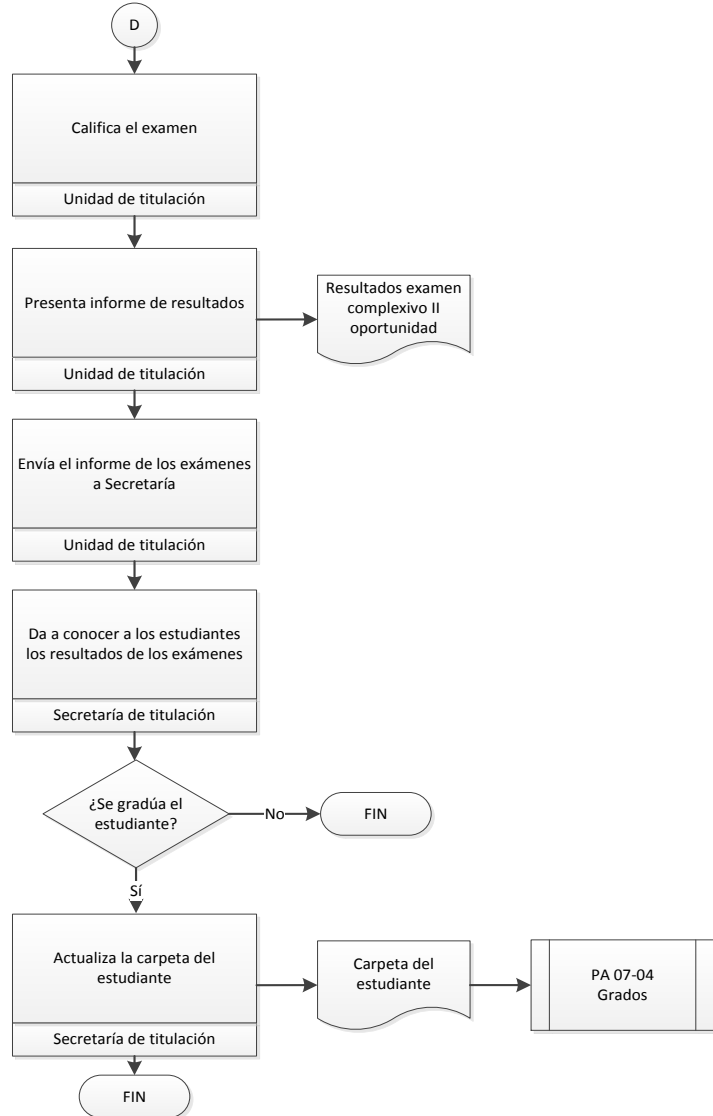 D
Califica el examen
Unidad de titulación
Presenta informe de resultados
Unidad de titulación
Resultados examen
complexivo II
oportunidad
Envía el informe de los exámenes
a Secretaría
Unidad de titulación
Da a conocer a los estudiantes
los resultados de los exámenes
Secretaría de titulación
¿Se gradúa el
estudiante?
No
FIN
Sí
Actualiza la carpeta del
estudiante
Secretaría de titulación
Carpeta del
estudiante
PA 07-04
Grados
FIN